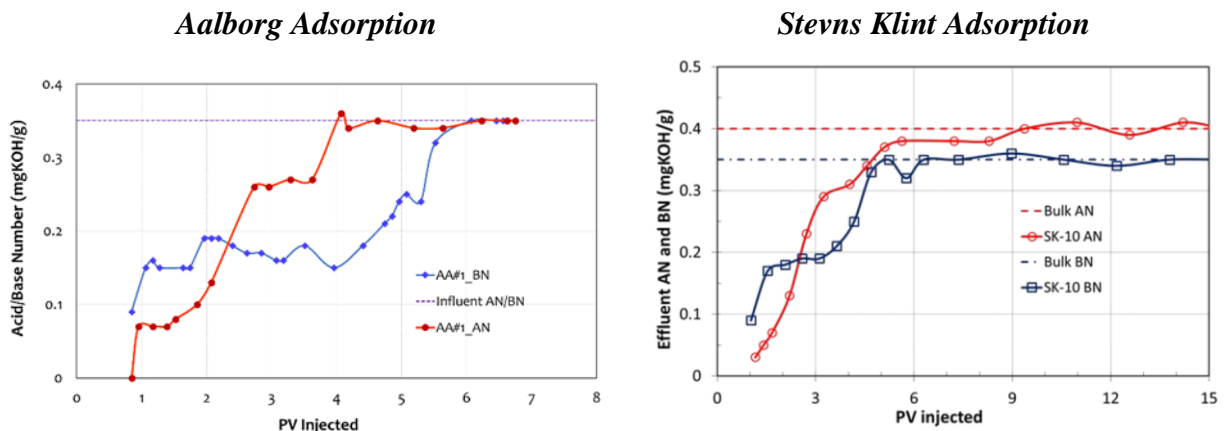 Aalborg Adsorption
Acid/Base Number (mgKOH/g)
0.4
0.3
0.2
0.1
0
AA#1_BN
Influent AN/BN
AA#1_AN
0 1 2 3 4 5 6 7 8
PV Injected
Stevns Klint Adsorption
Effluent AN and BN (mgKOH/g)
0.5
0.4
0.3
0.2
0.1
0
Bulk AN
SK-10 AN
Bulk BN
SK-10 BN
0 3 6 9 12 15
PV injected